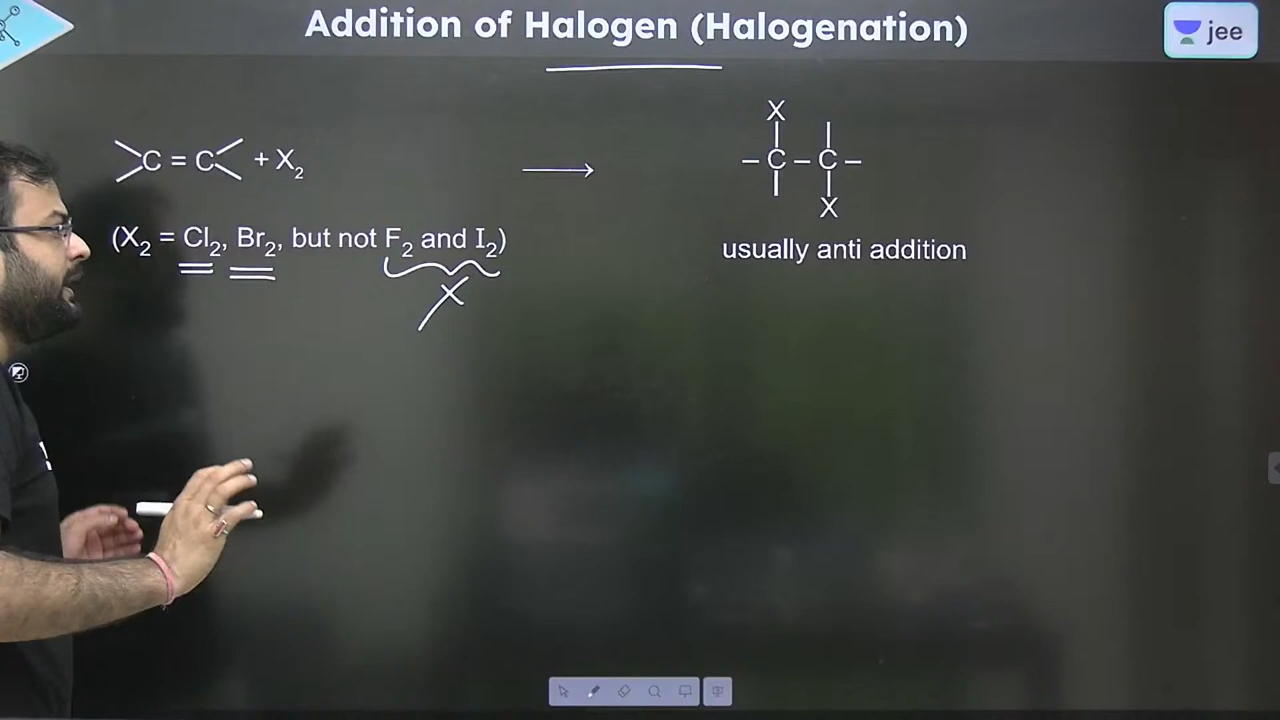 Addition of Halogen (Halogenation)
jee
>C = C< + X₂ ⟶
X
– C – C –
X
(X₂ = Cl₂, Br₂, but not F₂ and I₂)
usually anti addition
X